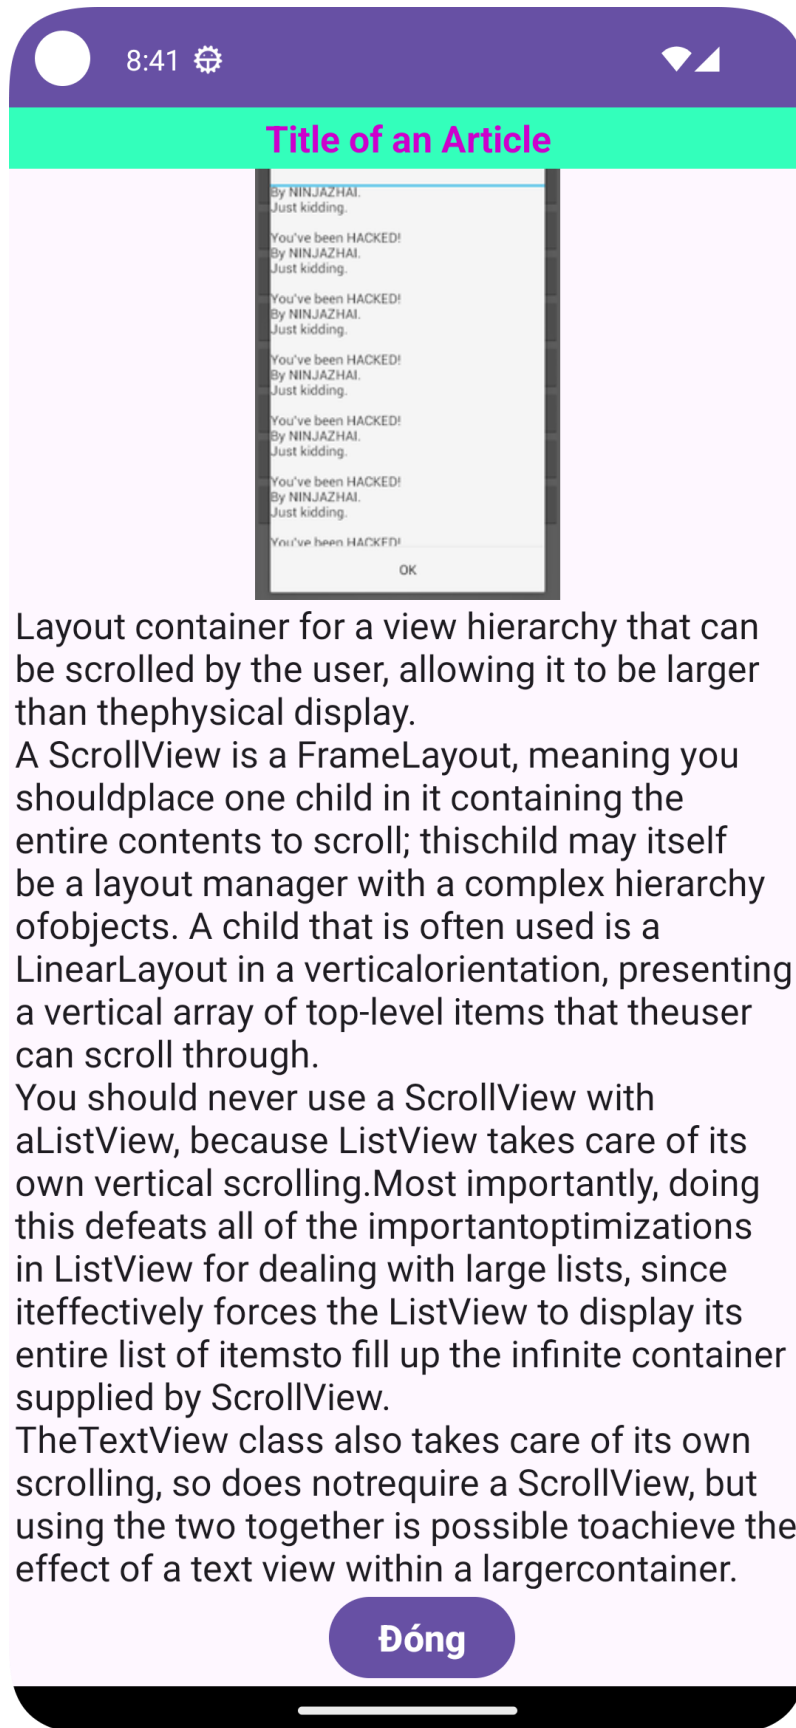 8:41
Title of an Article
By NINJAZHAI.
Just kidding.
You've been HACKED!
By NINJAZHAI.
Just kidding.
You've been HACKED!
By NINJAZHAI.
Just kidding.
You've been HACKED!
By NINJAZHAI.
Just kidding.
You've been HACKED!
By NINJAZHAI.
Just kidding.
You've been HACKED!
By NINJAZHAI.
Just kidding.
You've been HACKED!
OK
Layout container for a view hierarchy that can
be scrolled by the user, allowing it to be larger
than thephysical display.
A ScrollView is a FrameLayout, meaning you
shouldplace one child in it containing the
entire contents to scroll; thischild may itself
be a layout manager with a complex hierarchy
ofobjects. A child that is often used is a
LinearLayout in a verticalorientation, presenting
a vertical array of top-level items that theuser
can scroll through.
You should never use a ScrollView with
aListView, because ListView takes care of its
own vertical scrolling.Most importantly, doing
this defeats all of the importantoptimizations
in ListView for dealing with large lists, since
iteffectively forces the ListView to display its
entire list of itemsto fill up the infinite container
supplied by ScrollView.
TheTextView class also takes care of its own
scrolling, so does notrequire a ScrollView, but
using the two together is possible toachieve the
effect of a text view within a largercontainer.
Đóng